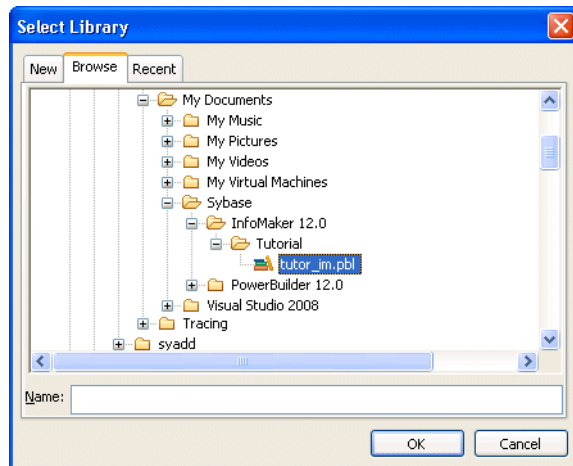 Select Library
New Browse Recent
My Documents
My Music
My Pictures
My Videos
My Virtual Machines
Sybase
InfoMaker 12.0
Tutorial
tutor_im.pbl
PowerBuilder 12.0
Visual Studio 2008
Tracing
syadd
Name:
OK Cancel